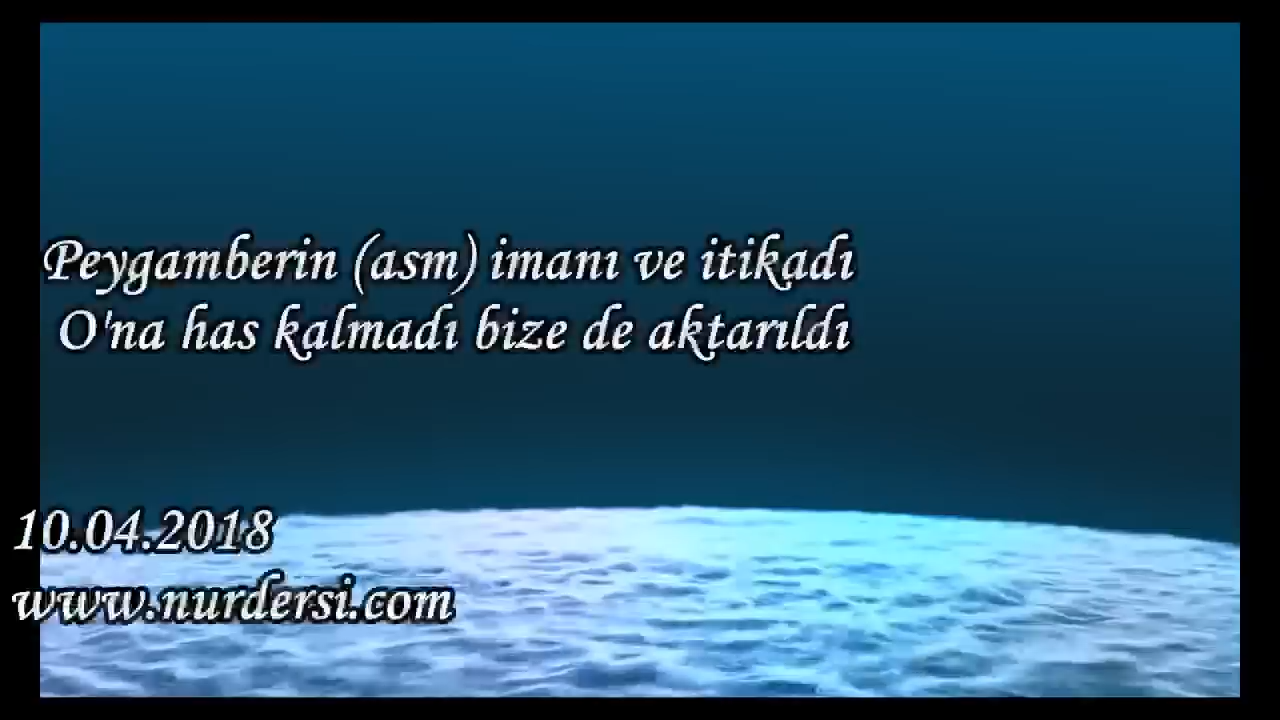 Peygamberin (asm) imanı ve itikadı
O'na has kalmadı bize de aktarıldı
10.04.2018
www.nurdersi.com